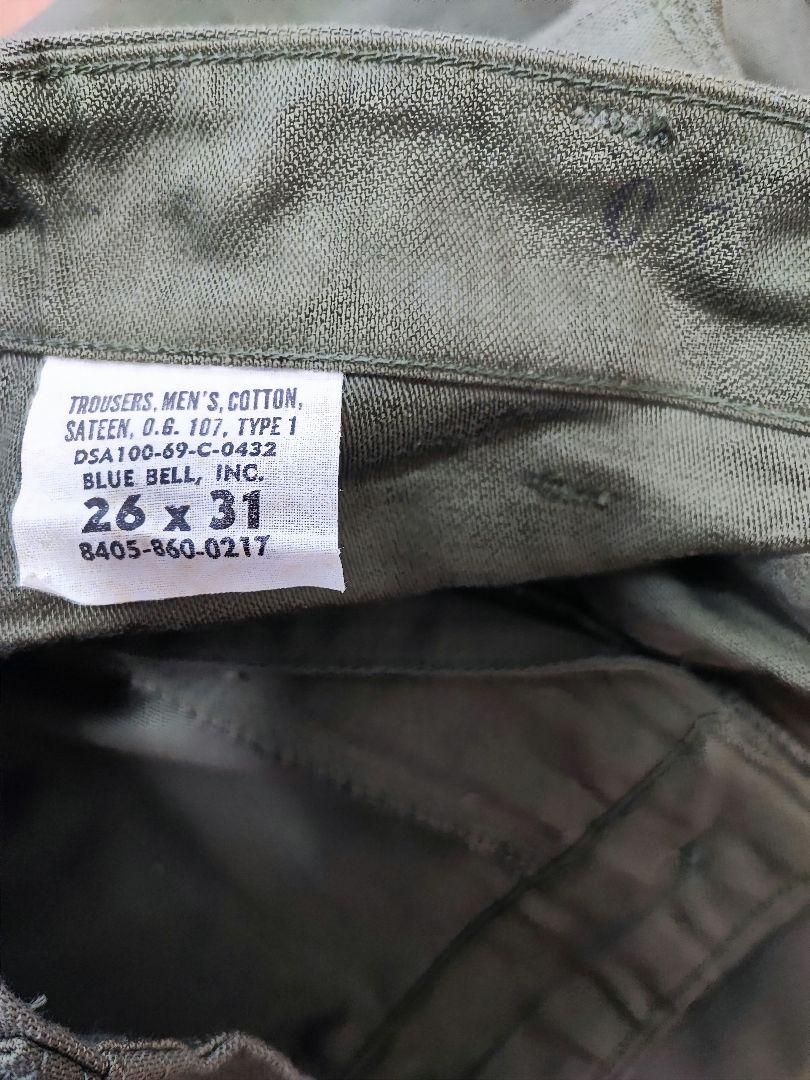 TROUSERS, MEN'S, COTTON,
SATEEN, O.G. 107, TYPE 1
DSA100-69-C-0432
BLUE BELL, INC.
26 x 31
8405-860-0217